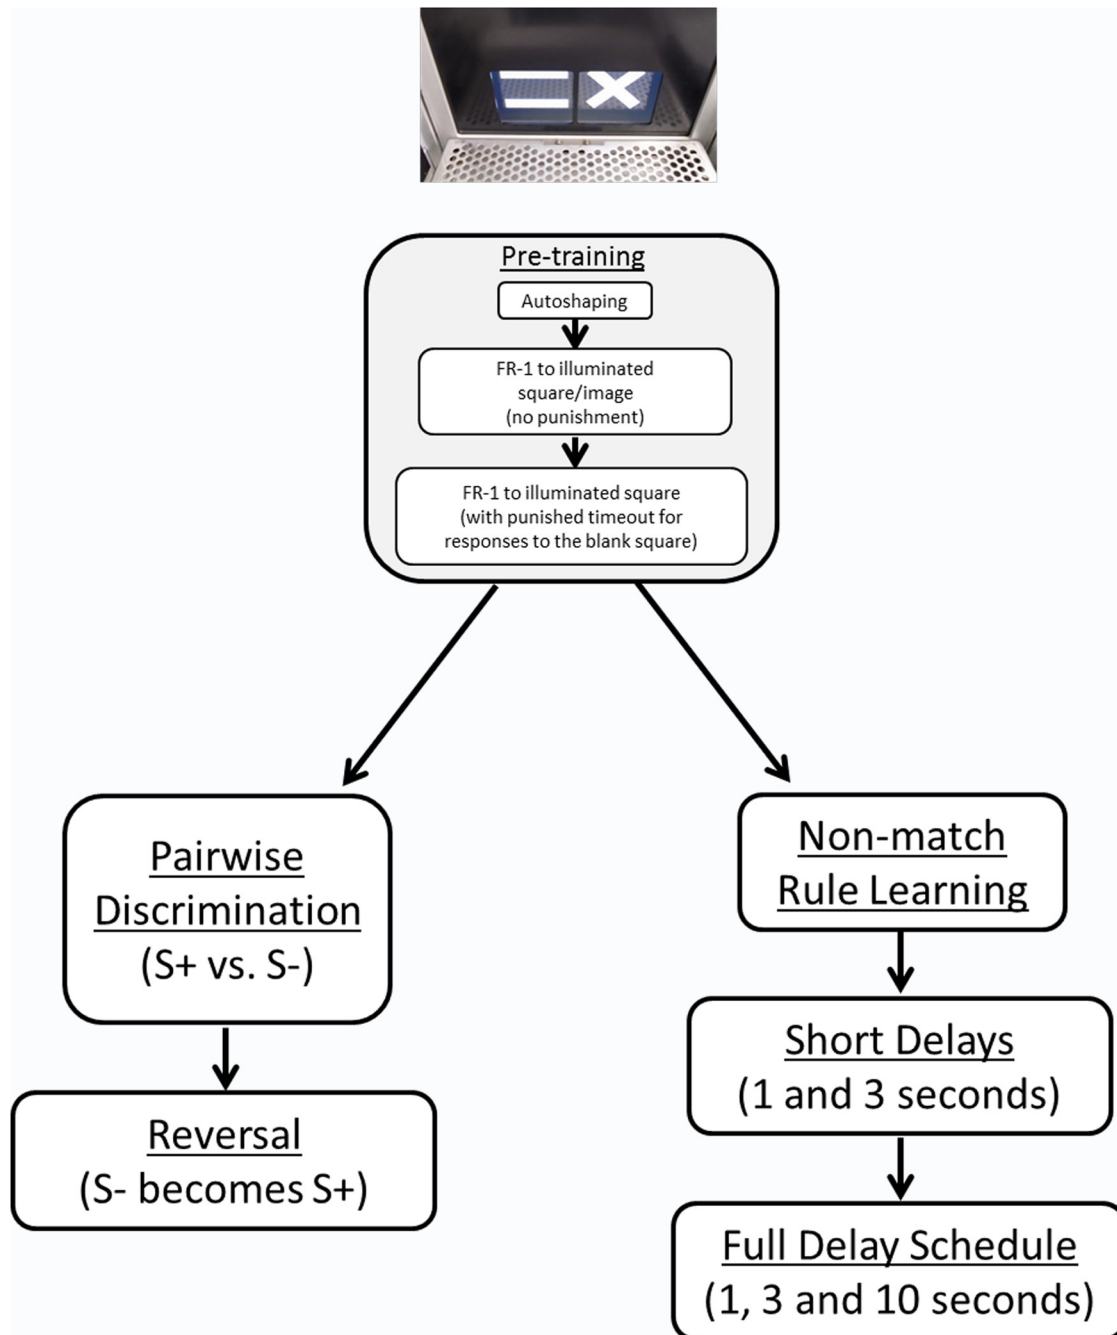 Pre-training
Autoshaping
FR-1 to illuminated
square/image
(no punishment)
FR-1 to illuminated square
(with punished timeout for
responses to the blank square)
Pairwise
Discrimination
(S+ vs. S-)
Reversal
(S- becomes S+)
Non-match
Rule Learning
Short Delays
(1 and 3 seconds)
Full Delay Schedule
(1, 3 and 10 seconds)